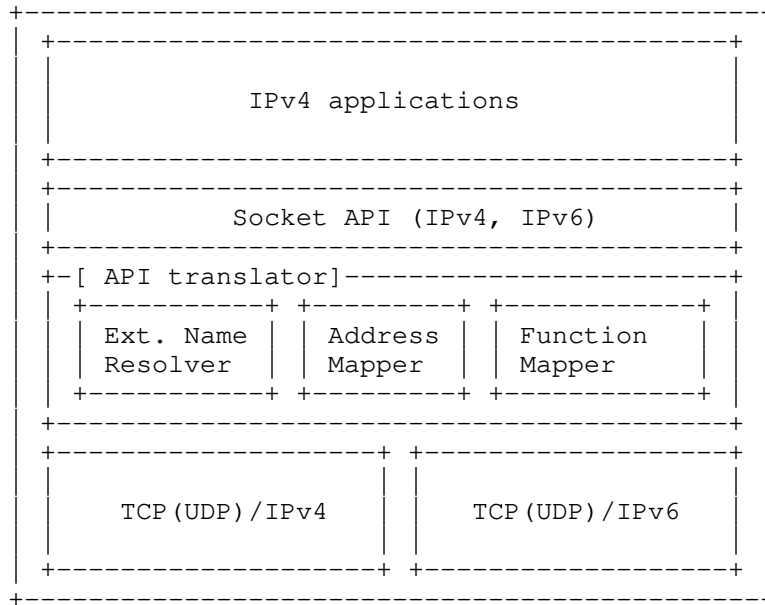 IPv4 applications
Socket API (IPv4, IPv6)
[ API translator]
Ext. Name Address Function
Resolver Mapper Mapper
TCP(UDP)/IPv4 TCP(UDP)/IPv6